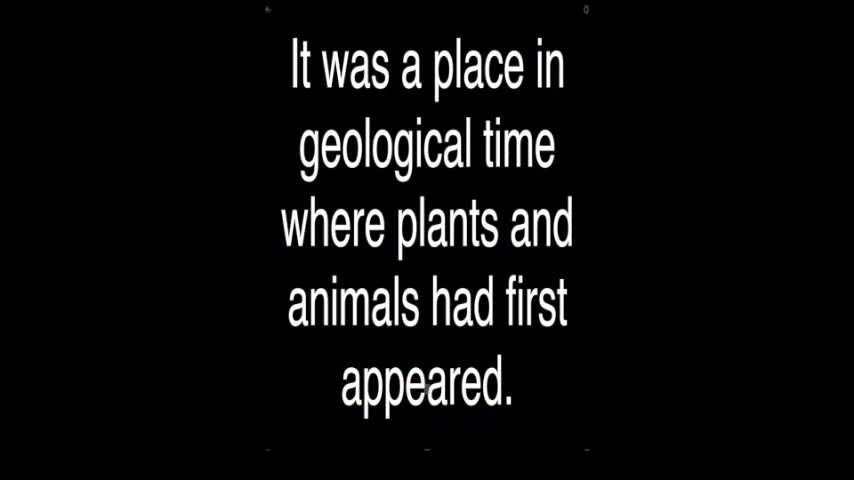 It was a place in
geological time
where plants and
animals had first
appeared.